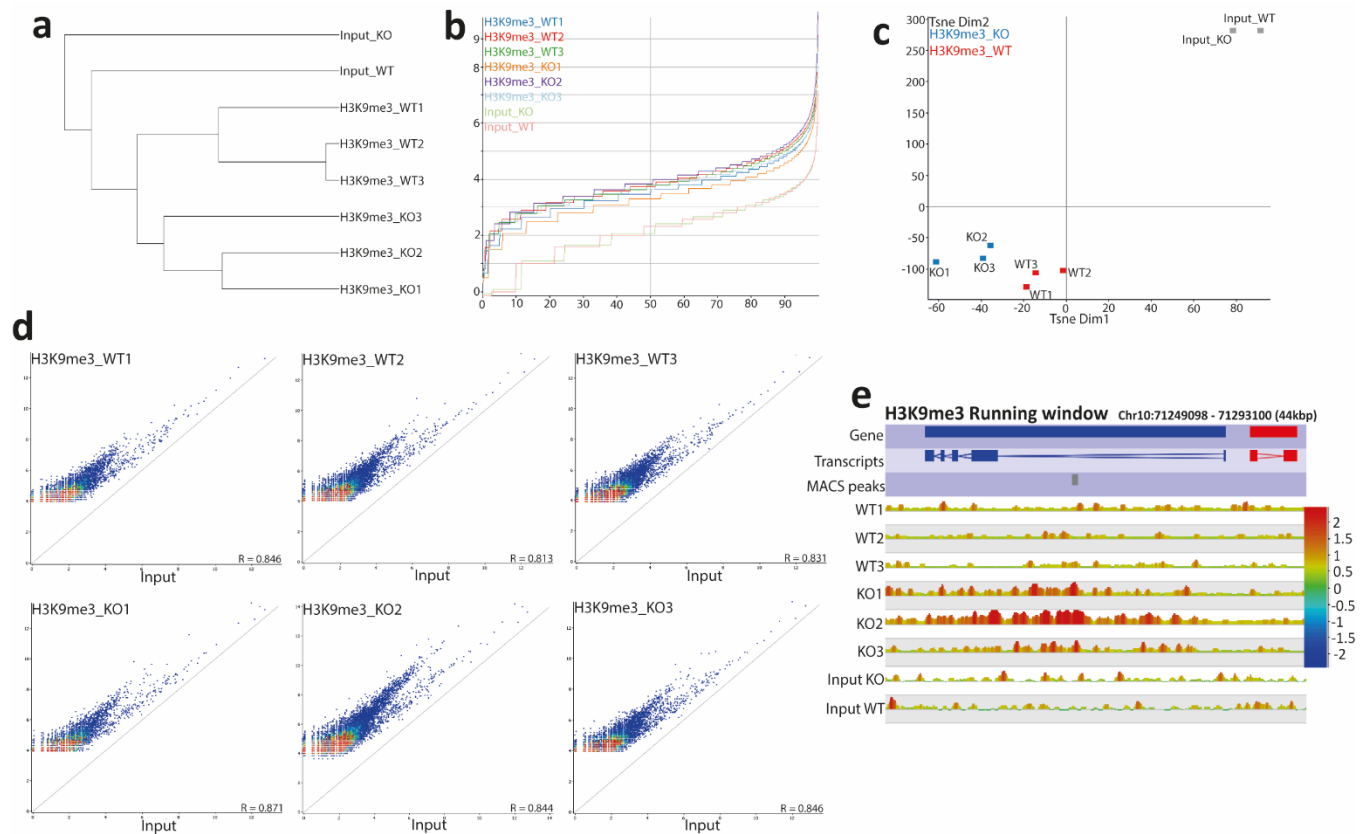 a
Input_KO
Input_WT
H3K9me3_WT1
H3K9me3_WT2
H3K9me3_WT3
H3K9me3_KO3
H3K9me3_KO2
H3K9me3_KO1
b
H3K9me3_WT1
H3K9me3_WT2
H3K9me3_WT3
H3K9me3_KO1
H3K9me3_KO2
H3K9me3_KO3
Input_KO
Input_WT
9
6
4
2
0
0 10 20 30 40 50 60 70 80 90
c
Tsne Dim2
H3K9me3_KO
H3K9me3_WT
300
250
200
150
100
50
0
-50
-100
Input_WT
Input_KO
KO2
KO1
KO3
WT3
WT2
WT1
-60 -40 -20 0 20 40 60 80
Tsne Dim1
d
H3K9me3_WT1
R = 0.846
Input
H3K9me3_WT2
R = 0.813
Input
H3K9me3_WT3
R = 0.831
Input
H3K9me3_KO1
R = 0.871
Input
H3K9me3_KO2
R = 0.844
Input
H3K9me3_KO3
R = 0.846
Input
e
H3K9me3 Running window Chr10:71249098 - 71293100 (44kbp)
Gene
Transcripts
MACS peaks
WT1
WT2
WT3
KO1
KO2
KO3
Input KO
Input WT
2
1.5
1
0.5
0
-0.5
-1
-1.5
-2